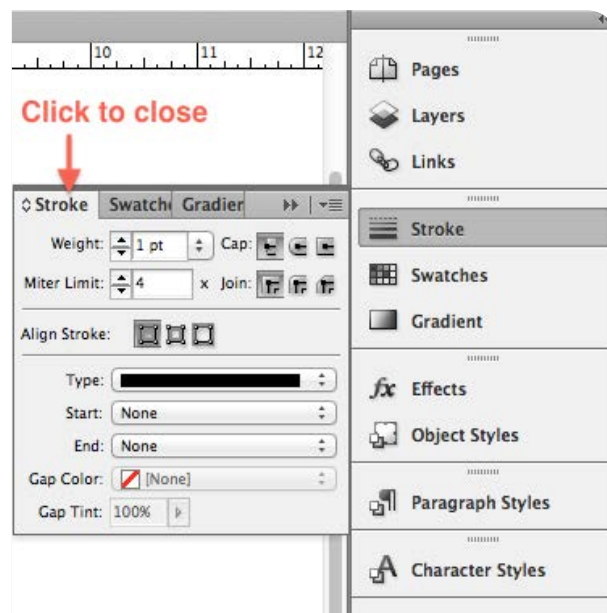 10 11 12
Click to close
Stroke Swatch Gradier
Weight: 1 pt Cap:
Miter Limit: 4 x Join:
Align Stroke:
Type:
Start: None
End: None
Gap Color: [None]
Gap Tint: 100%
Pages
Layers
Links
Stroke
Swatches
Gradient
fx Effects
Object Styles
Paragraph Styles
A Character Styles